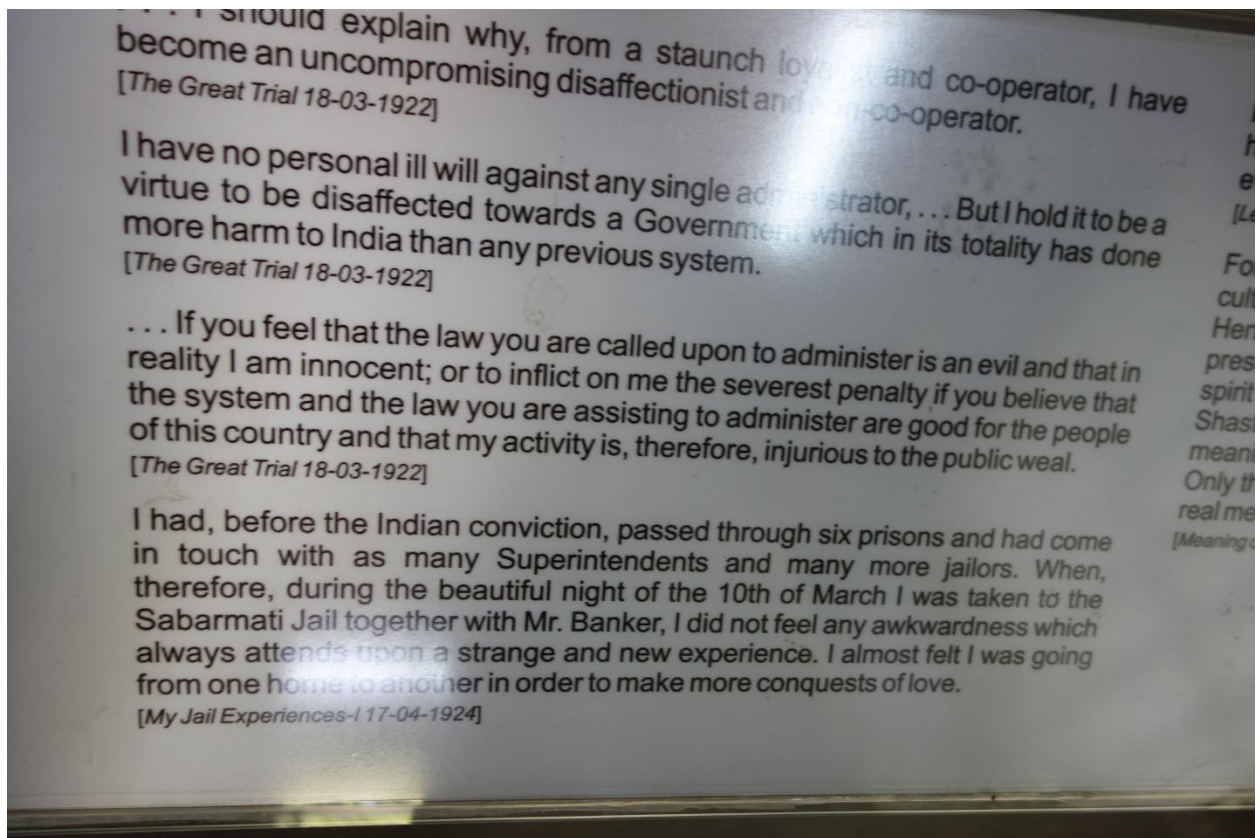 . . . I should explain why, from a staunch loyalist and co-operator, I have
become an uncompromising disaffectionist and non-co-operator.
[The Great Trial 18-03-1922]
I have no personal ill will against any single administrator, . . . But I hold it to be a
virtue to be disaffected towards a Government which in its totality has done
more harm to India than any previous system.
[The Great Trial 18-03-1922]
. . . If you feel that the law you are called upon to administer is an evil and that in
reality I am innocent; or to inflict on me the severest penalty if you believe that
the system and the law you are assisting to administer are good for the people
of this country and that my activity is, therefore, injurious to the public weal.
[The Great Trial 18-03-1922]
I had, before the Indian conviction, passed through six prisons and had come
in touch with as many Superintendents and many more jailors. When,
therefore, during the beautiful night of the 10th of March I was taken to the
Sabarmati Jail together with Mr. Banker, I did not feel any awkwardness which
always attends upon a strange and new experience. I almost felt I was going
from one home to another in order to make more conquests of love.
[My Jail Experiences-I 17-04-1924]
Only
real
[Meaning